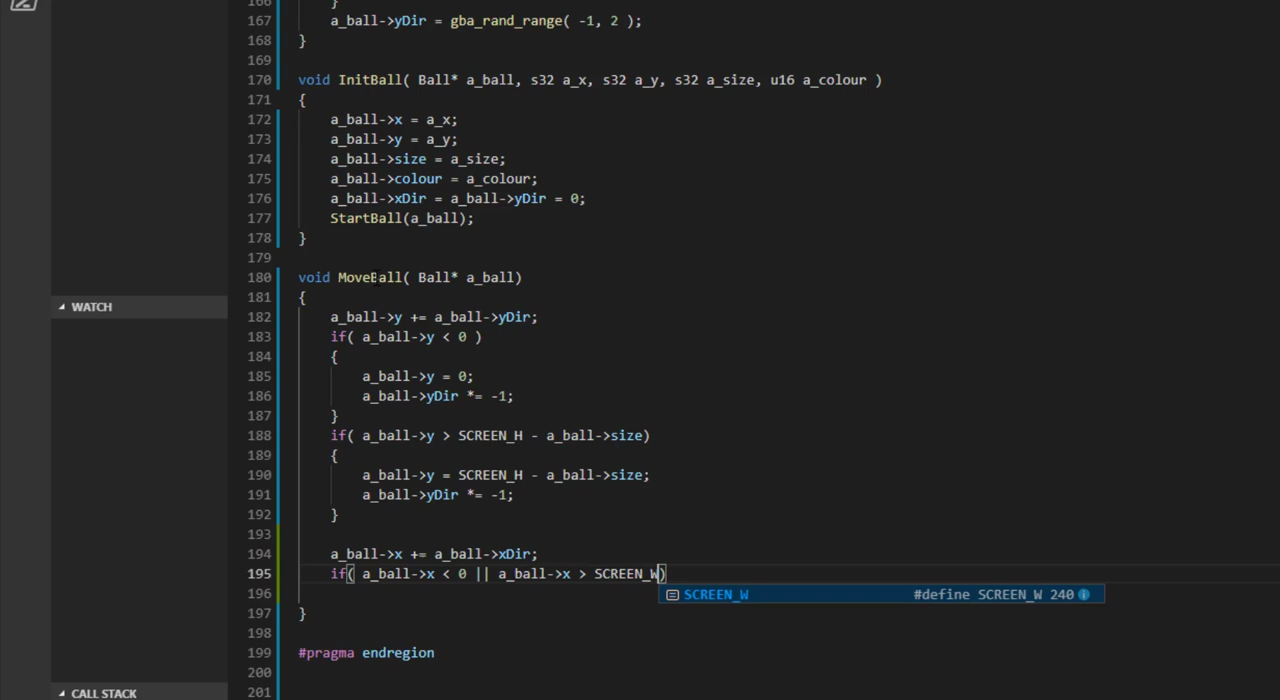 166 }
167 a_ball->yDir = gba_rand_range( -1, 2 );
168 }
169
170 void InitBall( Ball* a_ball, s32 a_x, s32 a_y, s32 a_size, u16 a_colour )
171 {
172 a_ball->x = a_x;
173 a_ball->y = a_y;
174 a_ball->size = a_size;
175 a_ball->colour = a_colour;
176 a_ball->xDir = a_ball->yDir = 0;
177 StartBall(a_ball);
178 }
179
180 void MoveBall( Ball* a_ball)
181 {
182 a_ball->y += a_ball->yDir;
183 if( a_ball->y < 0 )
184 {
185 a_ball->y = 0;
186 a_ball->yDir *= -1;
187 }
188 if( a_ball->y > SCREEN_H - a_ball->size)
189 {
190 a_ball->y = SCREEN_H - a_ball->size;
191 a_ball->yDir *= -1;
192 }
193
194 a_ball->x += a_ball->xDir;
195 if( a_ball->x < 0 || a_ball->x > SCREEN_W)
196
SCREEN_W #define SCREEN_W 240
197 }
198
199 #pragma endregion
200
201
WATCH
CALL STACK